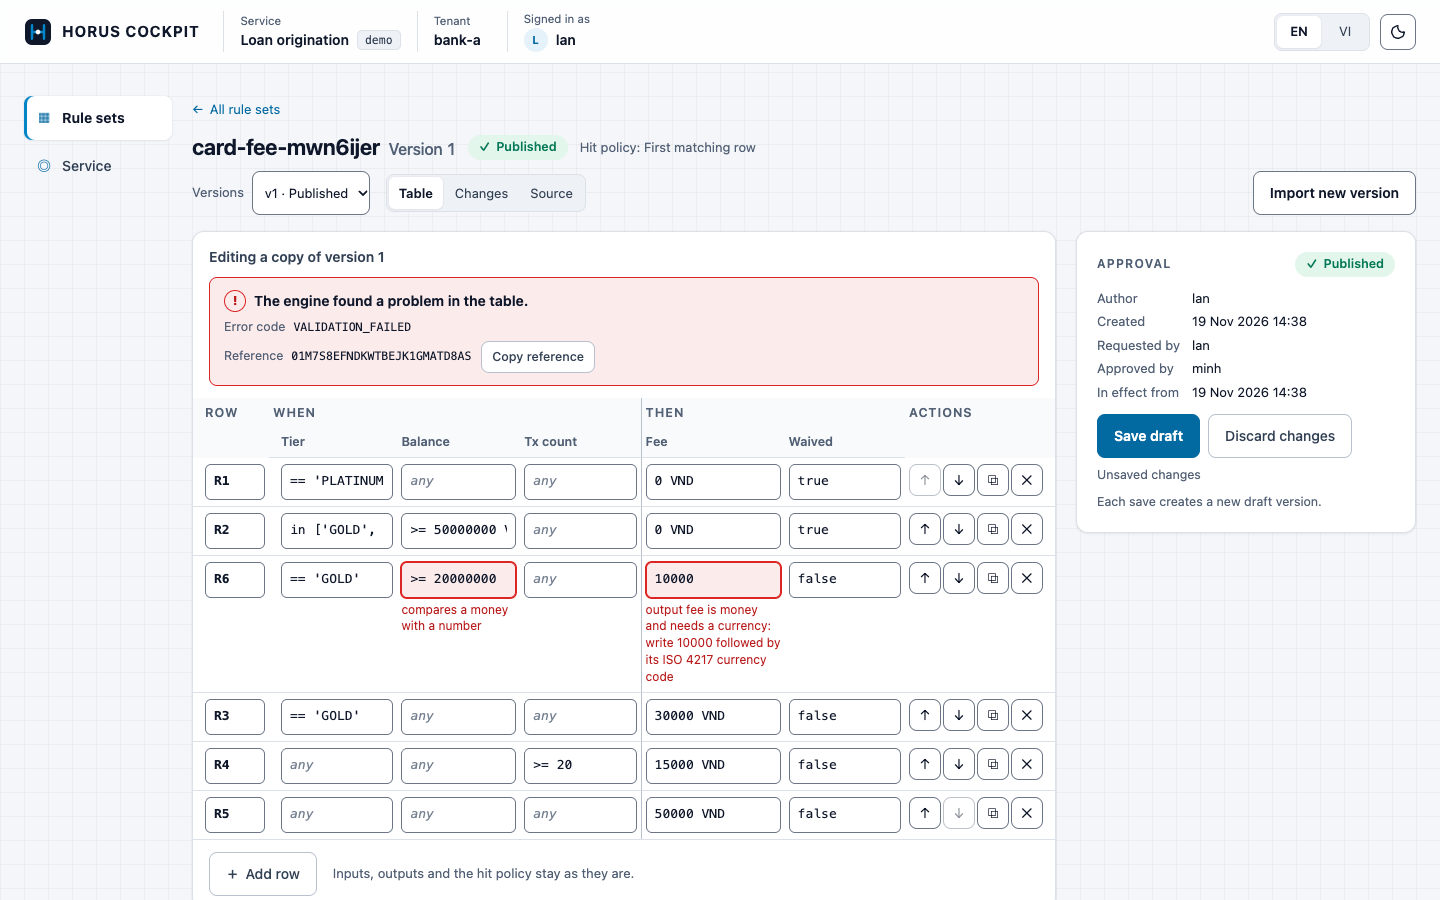 HORUS COCKPIT
Service
Loan origination demo
Tenant
bank-a
Signed in as
L lan
EN VI
Rule sets
Service
← All rule sets
card-fee-mwn6ijer Version 1 ✓ Published Hit policy: First matching row
Versions v1 · Published Table Changes Source Import new version
Editing a copy of version 1
! The engine found a problem in the table.
Error code VALIDATION_FAILED
Reference 01M7S8EFNDKWTBEJK1GMATD8AS Copy reference
ROW WHEN THEN ACTIONS
Tier Balance Tx count Fee Waived
R1 == 'PLATINUM any any 0 VND true ↑ ↓ ✕
R2 in ['GOLD', >= 50000000 any 0 VND true ↑ ↓ ✕
R6 == 'GOLD' >= 20000000 any 10000 false ↑ ↓ ✕
compares a money
with a number
output fee is money
and needs a currency:
write 10000 followed by
its ISO 4217 currency
code
R3 == 'GOLD' any any 30000 VND false ↑ ↓ ✕
R4 any any >= 20 15000 VND false ↑ ↓ ✕
R5 any any any 50000 VND false ↑ ↓ ✕
+ Add row Inputs, outputs and the hit policy stay as they are.
APPROVAL ✓ Published
Author lan
Created 19 Nov 2026 14:38
Requested by lan
Approved by minh
In effect from 19 Nov 2026 14:38
Save draft Discard changes
Unsaved changes
Each save creates a new draft version.